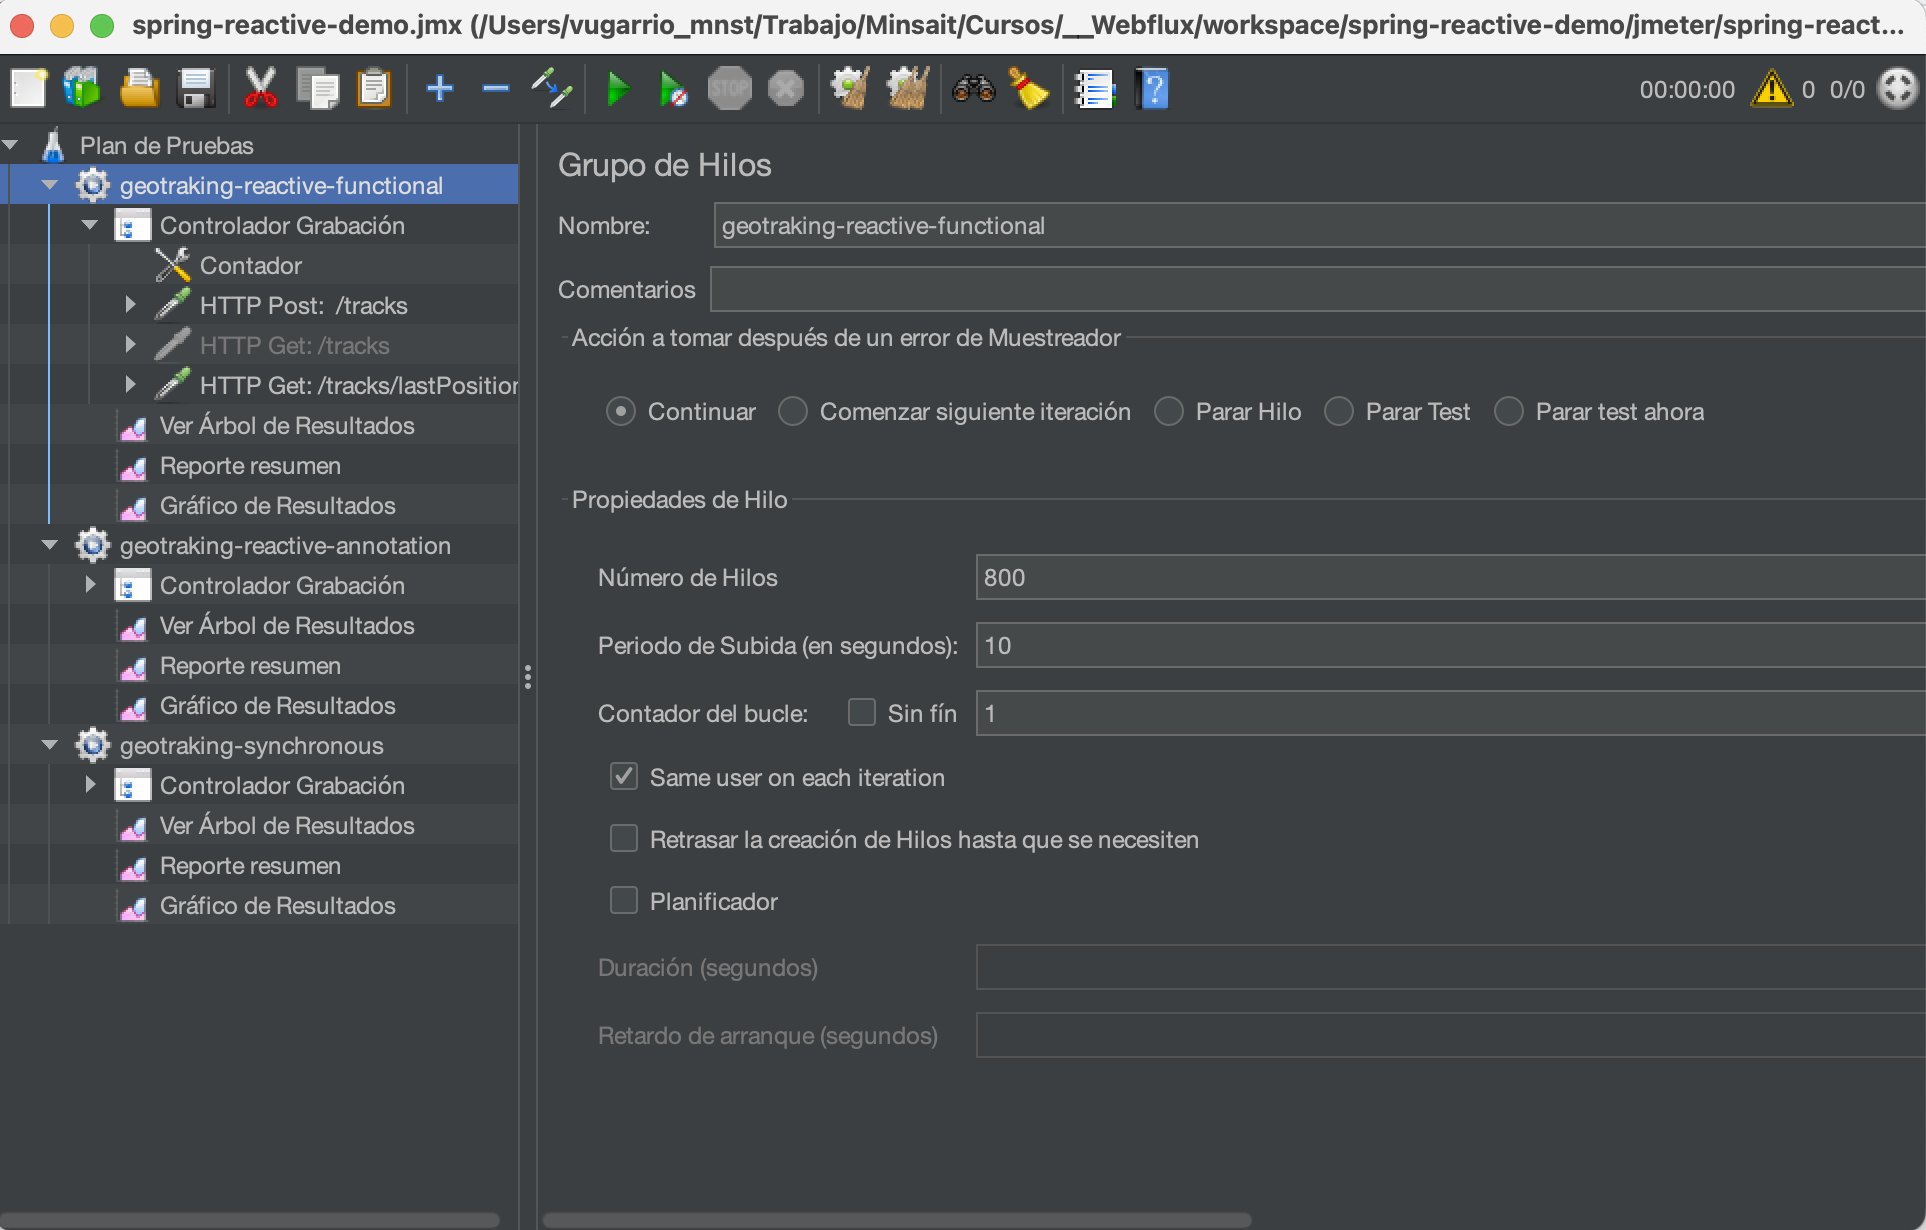 spring-reactive-demo.jmx (/Users/vugarrio_mnst/Trabajo/Minsait/Cursos/__Webflux/workspace/spring-reactive-demo/jmeter/spring-react...
STOP
00:00:00 0 0/0
Plan de Pruebas
geotraking-reactive-functional
Controlador Grabación
Contador
HTTP Post: /tracks
HTTP Get: /tracks
HTTP Get: /tracks/lastPosition
Ver Árbol de Resultados
Reporte resumen
Gráfico de Resultados
geotraking-reactive-annotation
Controlador Grabación
Ver Árbol de Resultados
Reporte resumen
Gráfico de Resultados
geotraking-synchronous
Controlador Grabación
Ver Árbol de Resultados
Reporte resumen
Gráfico de Resultados
Grupo de Hilos
Nombre: geotraking-reactive-functional
Comentarios
Acción a tomar después de un error de Muestreador
Continuar Comenzar siguiente iteración Parar Hilo Parar Test Parar test ahora
Propiedades de Hilo
Número de Hilos 800
Periodo de Subida (en segundos): 10
Contador del bucle: Sin fín 1
Same user on each iteration
Retrasar la creación de Hilos hasta que se necesiten
Planificador
Duración (segundos)
Retardo de arranque (segundos)